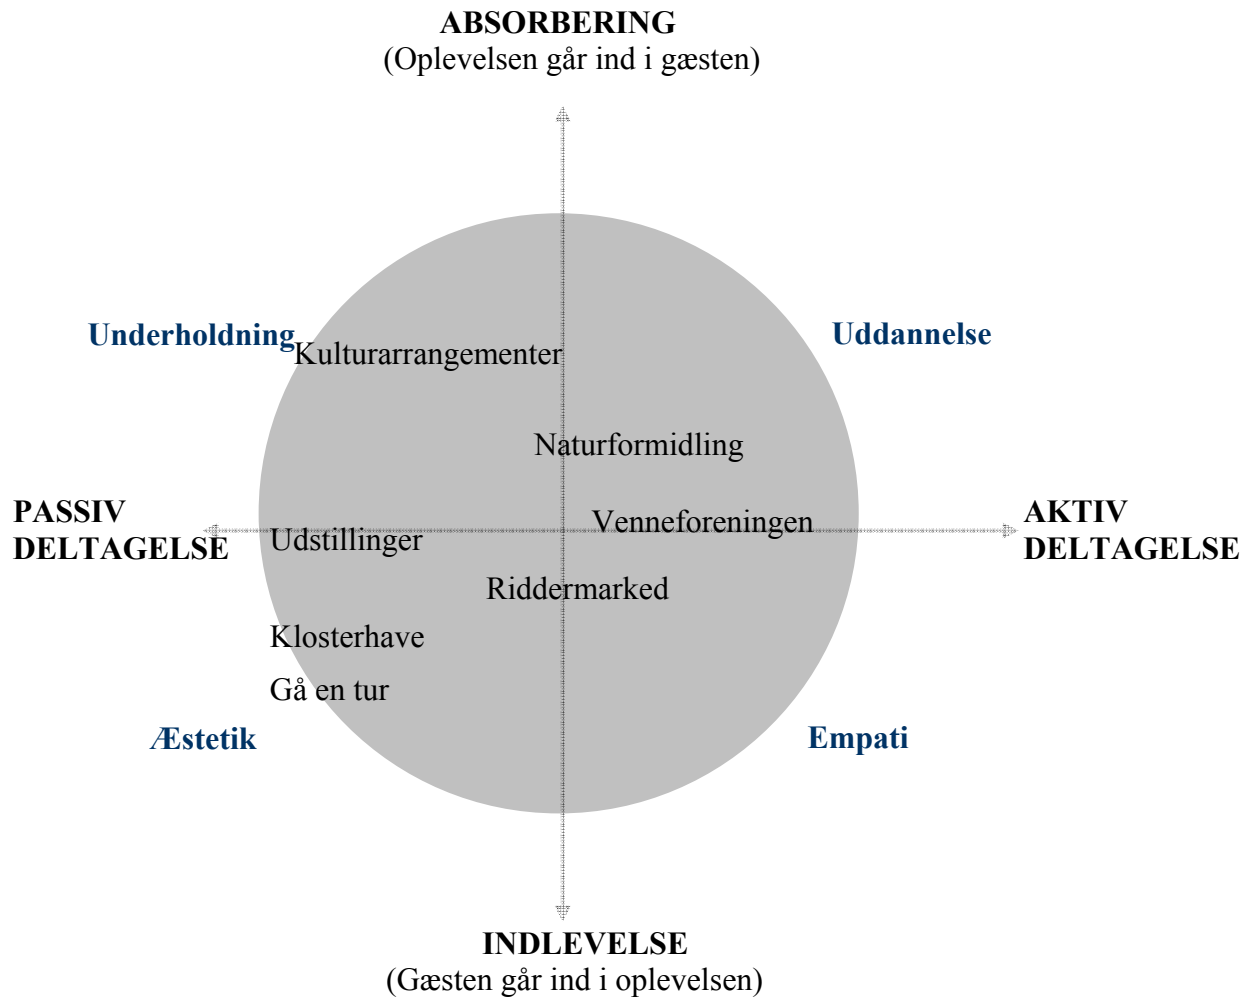 ABSORBERING
(Oplevelsen går ind i gæsten)
Underholdning
Uddannelse
Kulturarrangementer
Naturformidling
PASSIV
DELTAGELSE
Venneforeningen
AKTIV
DELTAGELSE
Udstillinger
Riddermarked
Klosterhave
Gå en tur
Æstetik
Empati
INDLEVELSE
(Gæsten går ind i oplevelsen)